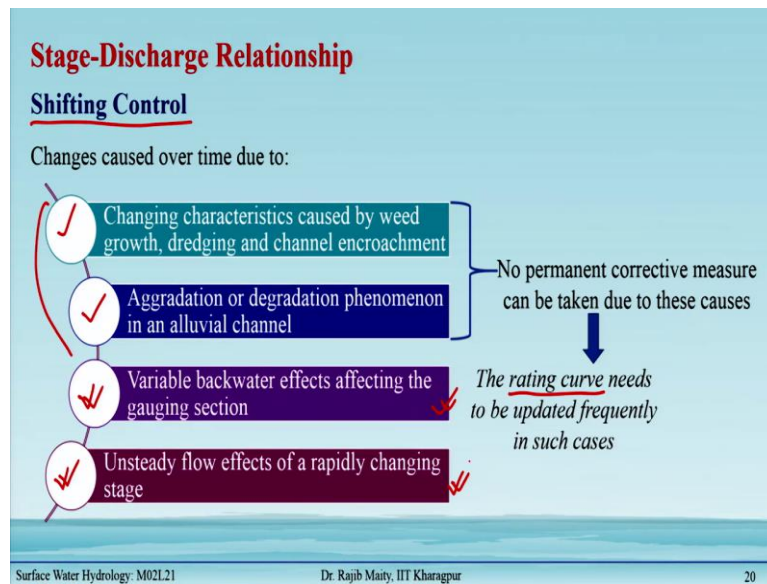 Stage-Discharge Relationship
Shifting Control
Changes caused over time due to:
Changing characteristics caused by weed
growth, dredging and channel encroachment
Aggradation or degradation phenomenon
in an alluvial channel
Variable backwater effects affecting the
gauging section
Unsteady flow effects of a rapidly changing
stage
No permanent corrective measure
can be taken due to these causes
The rating curve needs
to be updated frequently
in such cases
Surface Water Hydrology: M02L21
Dr. Rajib Maity, IIT Kharagpur
20